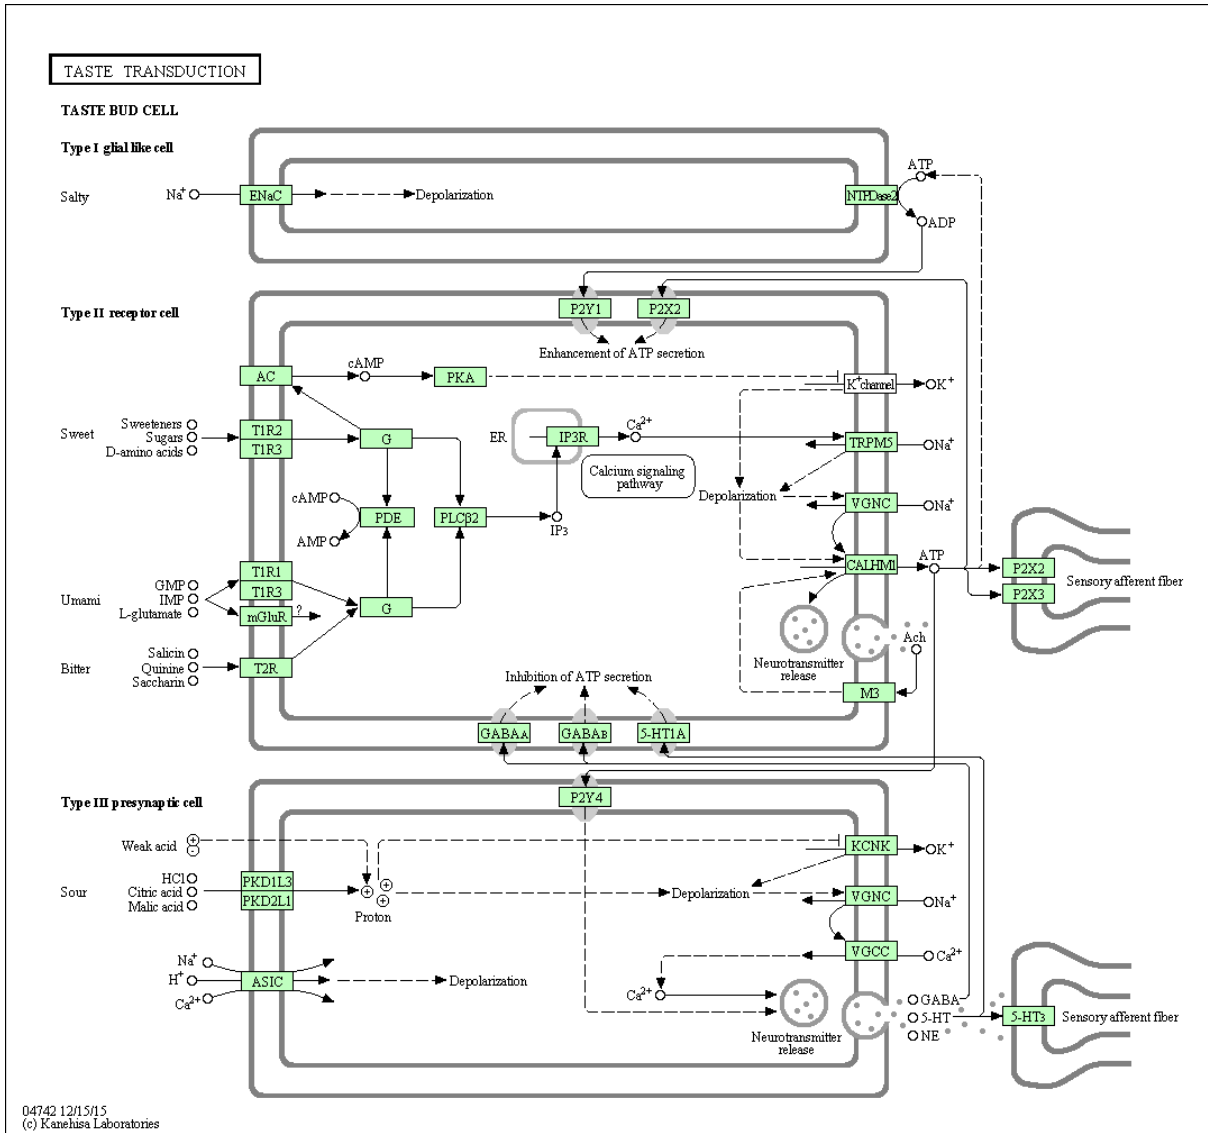 TASTE TRANSDUCTION
TASTE BUD CELL
Type I glial like cell
Salty
Na+
ENaC
Depolarization
NTPDase2
ATP
ADP
Type II receptor cell
P2Y1
P2X2
Enhancement of ATP secretion
AC
cAMP
PKA
K+channel
K+
Sweet
Sweeteners
Sugars
D-amino acids
T1R2
T1R3
G
ER
IP3R
Ca2+
TRPM5
Na+
Calcium signaling
pathway
cAMP
AMP
PDE
PLCβ2
IP3
Depolarization
VGNC
Na+
Umami
GMP
IMP
L-glutamate
T1R1
T1R3
mGluR
?
G
CALHM1
ATP
P2X2
P2X3
Sensory afferent fiber
Bitter
Salicin
Quinine
Saccharin
T2R
Neurotransmitter
release
Ach
M3
Inhibition of ATP secretion
GABAA
GABAB
5-HT1A
Type III presynaptic cell
P2Y4
Weak acid
+
-
KCNK
K+
Sour
HCl
Citric acid
Malic acid
PKD1L3
PKD2L1
+
+
+
Proton
Depolarization
VGNC
Na+
VGCC
Ca2+
Na+
H+
Ca2+
ASIC
Depolarization
Ca2+
Neurotransmitter
release
GABA
5-HT
NE
5-HT3
Sensory afferent fiber
04742 12/15/15
(c) Kanehisa Laboratories